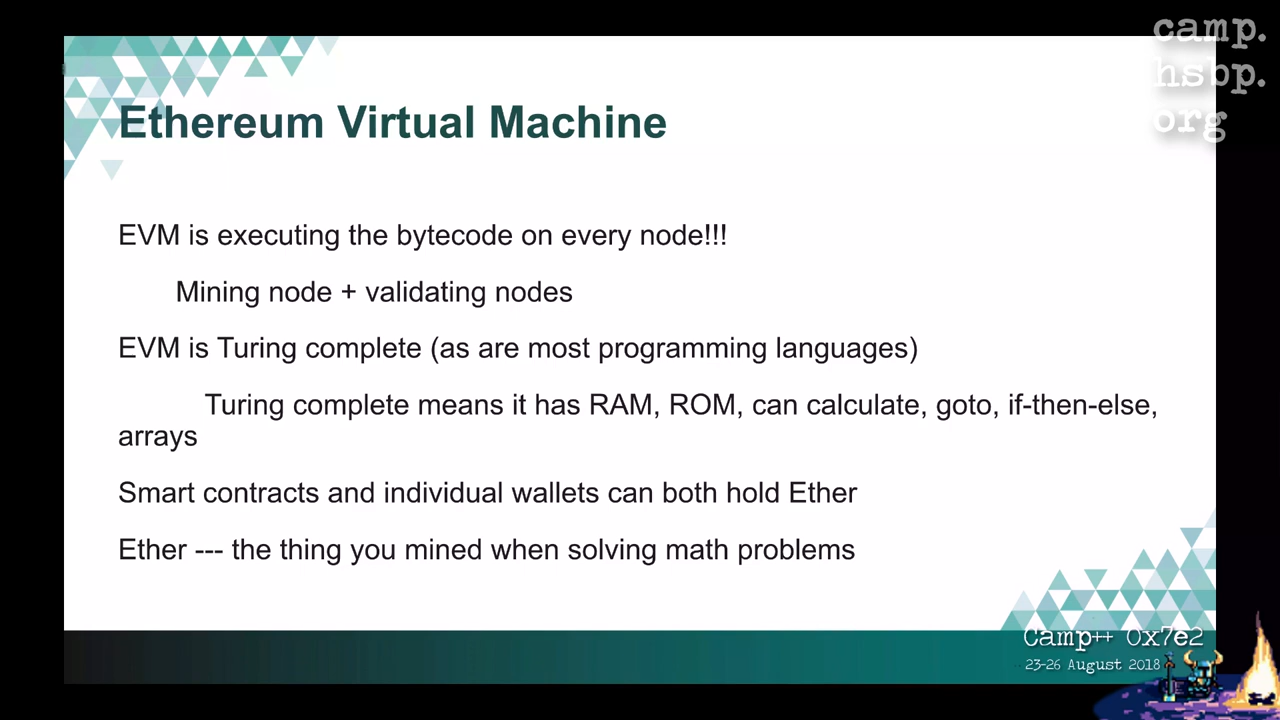 camp.
hsbp.
org
Ethereum Virtual Machine
EVM is executing the bytecode on every node!!!
Mining node + validating nodes
EVM is Turing complete (as are most programming languages)
Turing complete means it has RAM, ROM, can calculate, goto, if-then-else,
arrays
Smart contracts and individual wallets can both hold Ether
Ether --- the thing you mined when solving math problems
Camp++ 0x7e2
23-26 August 2018